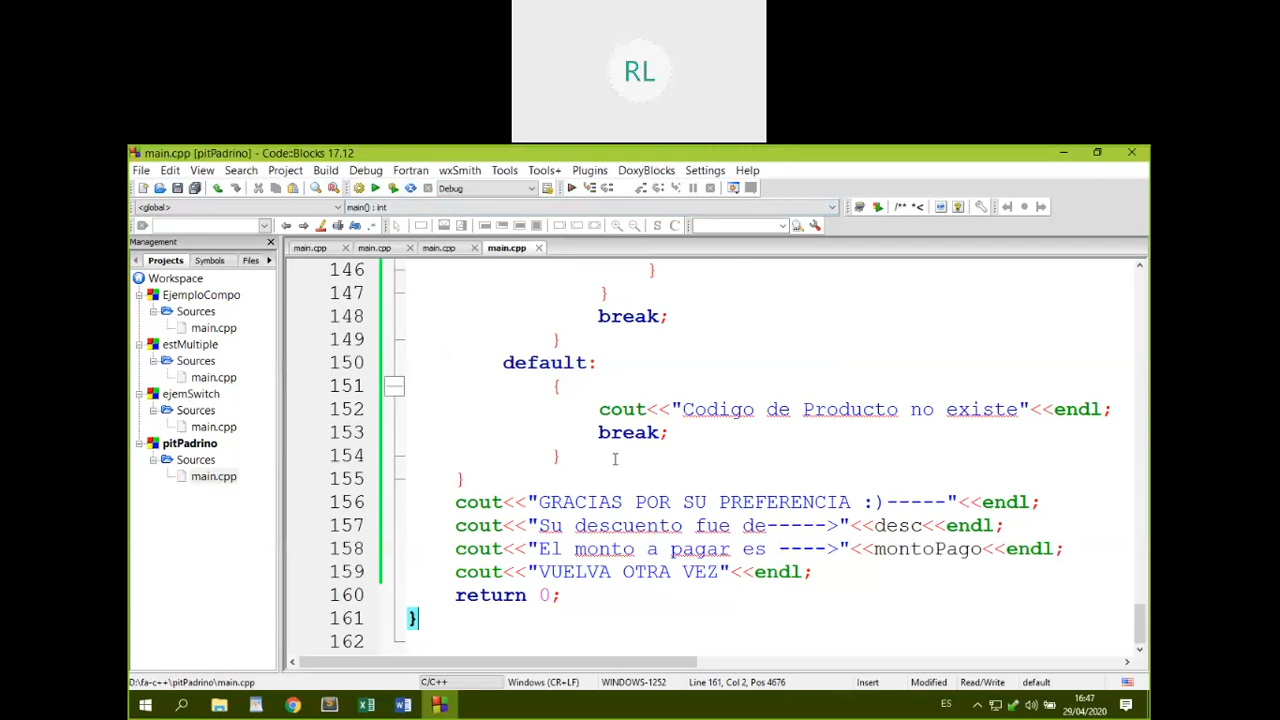 RL
main.cpp [pitPadrino] - Code::Blocks 17.12
File Edit View Search Project Build Debug Fortran wxSmith Tools Tools+ Plugins DoxyBlocks Settings Help
Debug
<global> main() : int /** *<
Management
Projects Symbols Files
main.cpp main.cpp main.cpp main.cpp
Workspace
EjemploCompo
Sources
main.cpp
estMultiple
Sources
main.cpp
ejemSwitch
Sources
main.cpp
pitPadrino
Sources
main.cpp
146 }
147 }
148 break;
149 }
150 default:
151 {
152 cout<<"Codigo de Producto no existe"<<endl;
153 break;
154 }
155 }
156 cout<<"GRACIAS POR SU PREFERENCIA :)-----"<<endl;
157 cout<<"Su descuento fue de----->"<<desc<<endl;
158 cout<<"El monto a pagar es ---->"<<montoPago<<endl;
159 cout<<"VUELVA OTRA VEZ"<<endl;
160 return 0;
161 }
162
D:\fa-c++\pitPadrino\main.cpp C/C++ Windows (CR+LF) WINDOWS-1252 Line 161, Col 2, Pos 4676 Insert Modified Read/Write default
ES 16:47
29/04/2020